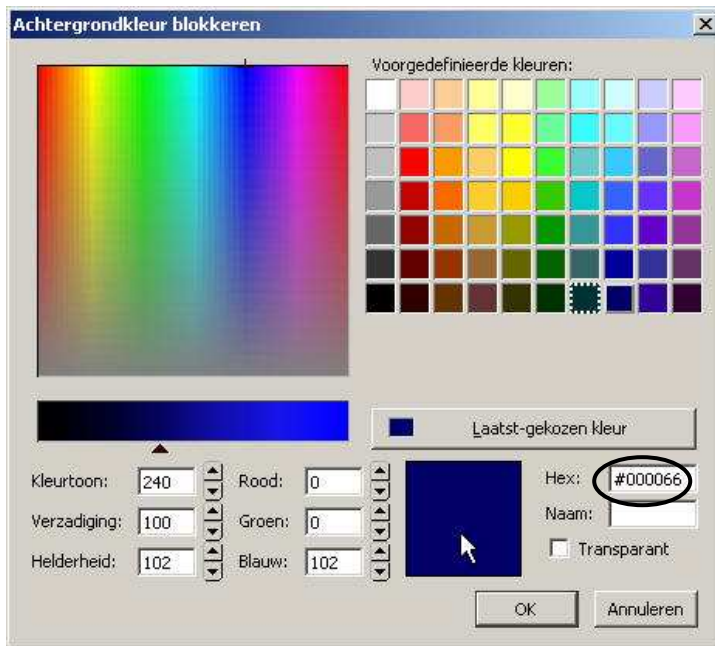 Achtergrondkleur blokkeren
Voorgedefinieerde kleuren:
Laatst-gekozen kleur
Kleurtoon: 240 Rood: 0 Hex: #000066
Verzadiging: 100 Groen: 0 Naam:
Helderheid: 102 Blauw: 102 Transparant
OK Annuleren